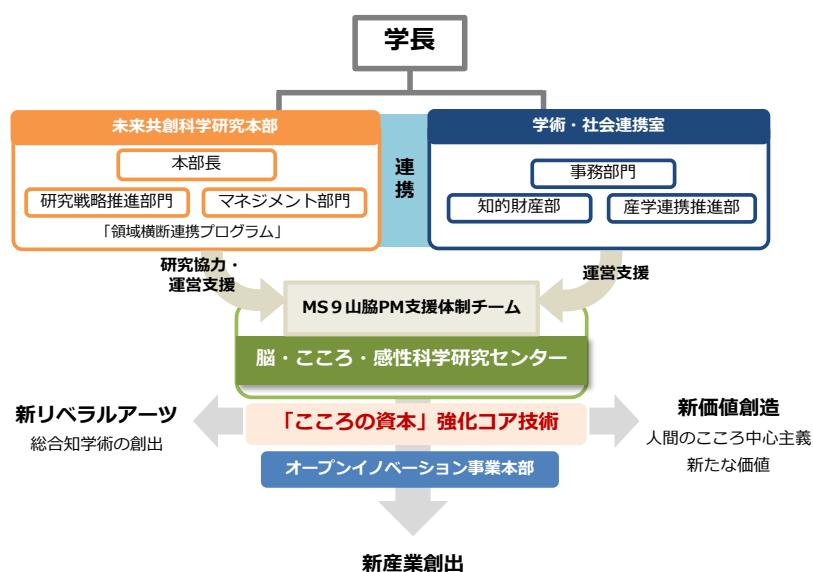 学長
未来共創科学研究本部
本部長
研究戦略推進部門
マネジメント部門
「領域横断連携プログラム」
連携
学術・社会連携室
事務部門
知的財産部
産学連携推進部
研究協力・
運営支援
運営支援
MS９山脇PM支援体制チーム
脳・こころ・感性科学研究センター
新リベラルアーツ
総合知学術の創出
「こころの資本」強化コア技術
新価値創造
人間のこころ中心主義
新たな価値
オープンイノベーション事業本部
新産業創出